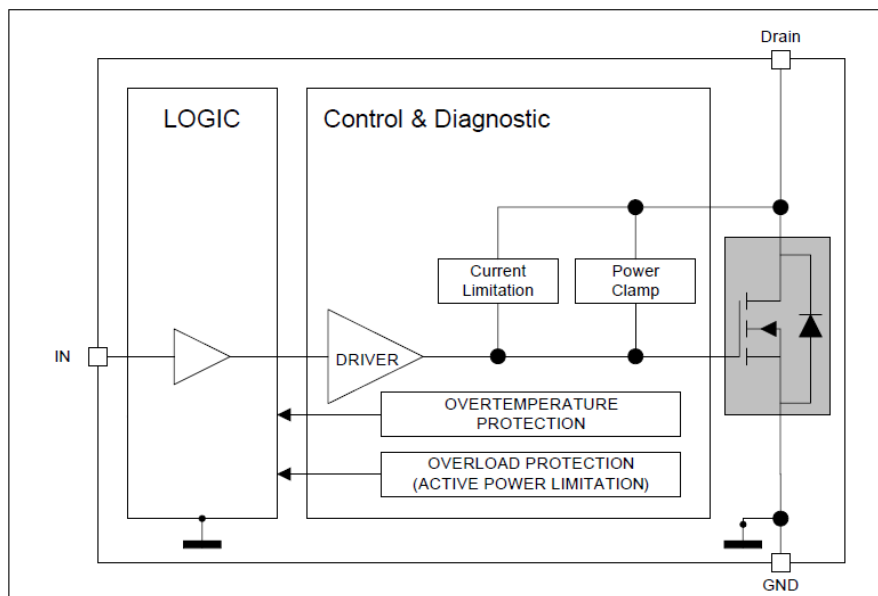 Drain
LOGIC
Control & Diagnostic
Current
Limitation
Power
Clamp
IN
DRIVER
OVERTEMPERATURE
PROTECTION
OVERLOAD PROTECTION
(ACTIVE POWER LIMITATION)
GND